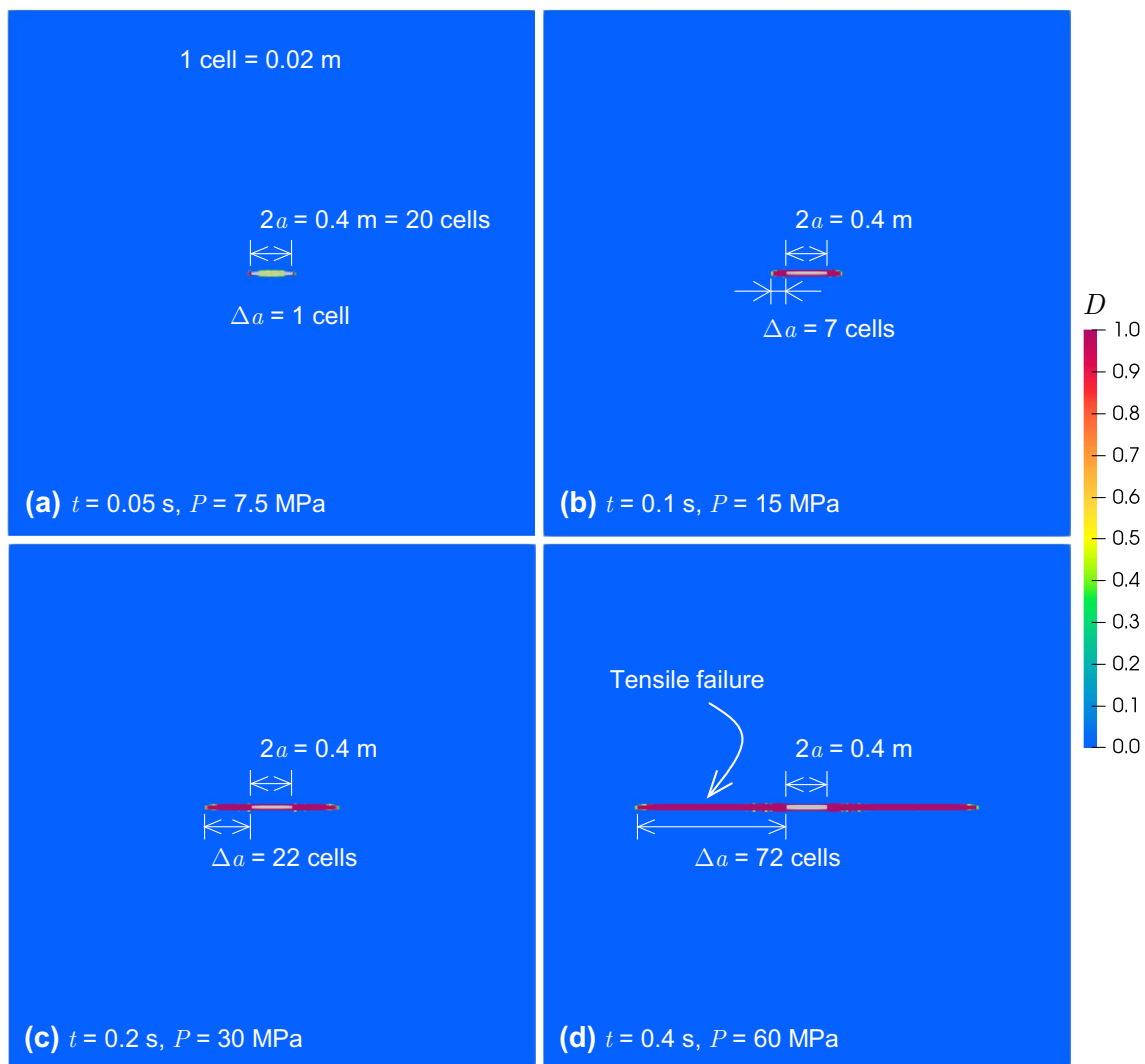 1 cell = 0.02 m
2a = 0.4 m = 20 cells
Δa = 1 cell
(a) t = 0.05 s, P = 7.5 MPa
2a = 0.4 m
Δa = 7 cells
(b) t = 0.1 s, P = 15 MPa
2a = 0.4 m
Δa = 22 cells
(c) t = 0.2 s, P = 30 MPa
Tensile failure
2a = 0.4 m
Δa = 72 cells
(d) t = 0.4 s, P = 60 MPa
D
1.0
0.9
0.8
0.7
0.6
0.5
0.4
0.3
0.2
0.1
0.0